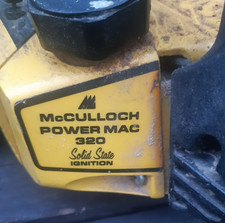 McCULLOCH
POWER MAC
320
Solid State
IGNITION